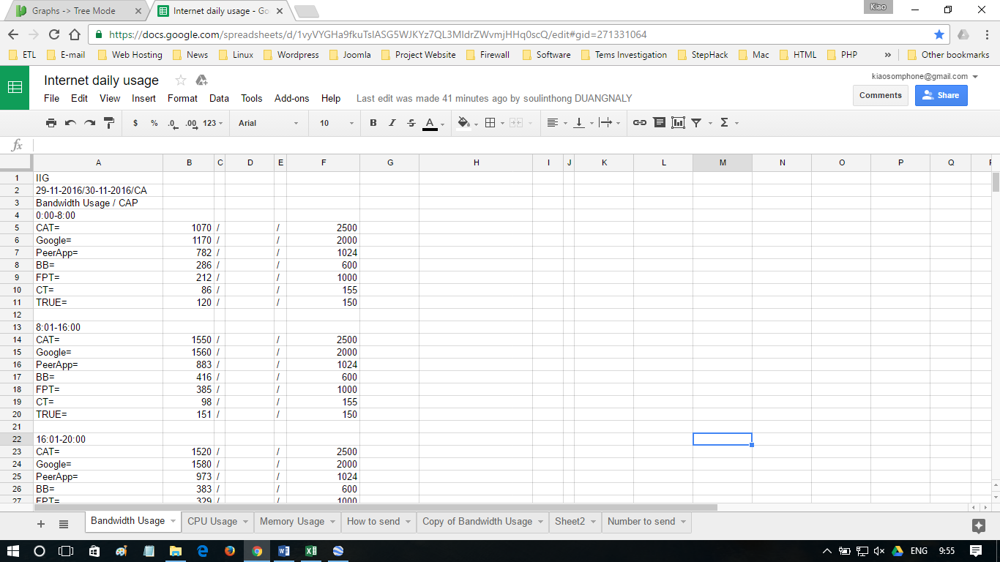 Graphs -> Tree Mode
Internet daily usage - Go
Kiao
https://docs.google.com/spreadsheets/d/1vyVYGHa9fkuTslASG5WJKYz7QL3MIdrZWvmjHHq0scQ/edit#gid=271331064
ETL E-mail Web Hosting News Linux Wordpress Joomla Project Website Firewall Software Tems Investigation StepHack Mac HTML PHP » Other bookmarks
Internet daily usage
kiaosomphone@gmail.com
File Edit View Insert Format Data Tools Add-ons Help Last edit was made 41 minutes ago by soulinthong DUANGNALY
Comments Share
$ % .0 .00 123 Arial 10 B I S A Σ
fx
A B C D E F G H I J K L M N O P Q
1 IIG
2 29-11-2016/30-11-2016/CA
3 Bandwidth Usage / CAP
4 0:00-8:00
5 CAT= 1070 / / 2500
6 Google= 1170 / / 2000
7 PeerApp= 782 / / 1024
8 BB= 286 / / 600
9 FPT= 212 / / 1000
10 CT= 86 / / 155
11 TRUE= 120 / / 150
12
13 8:01-16:00
14 CAT= 1550 / / 2500
15 Google= 1560 / / 2000
16 PeerApp= 883 / / 1024
17 BB= 416 / / 600
18 FPT= 385 / / 1000
19 CT= 98 / / 155
20 TRUE= 151 / / 150
21
22 16:01-20:00
23 CAT= 1520 / / 2500
24 Google= 1580 / / 2000
25 PeerApp= 973 / / 1024
26 BB= 383 / / 600
27 FPT= 329 / / 1000
Bandwidth Usage CPU Usage Memory Usage How to send Copy of Bandwidth Usage Sheet2 Number to send
ENG 9:55